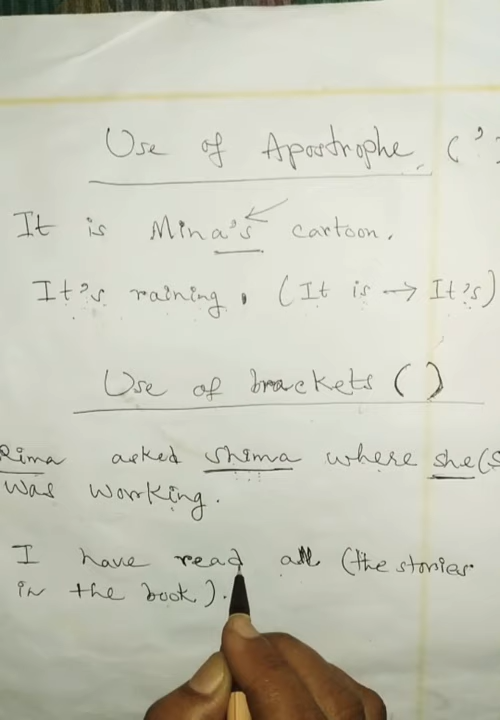 Use of Apostrophe (’
It is Mina's cartoon.
It's raining. (It is → It's)
Use of brackets ()
Rima asked Shima where she (S
was working.
I have read all (the stories
in the book).